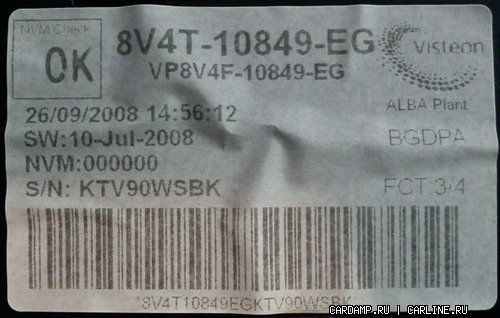 NVM Check
OK
8V4T-10849-EG
VP8V4F-10849-EG
Visteon
ALBA Plant
26/09/2008 14:56:12
SW:10-Jul-2008
BGDPA
NVM:000000
S/N: KTV90WSBK
FCT:3/4
*8V4T10849EGKTV90WSBK*
CARDAMP.RU | CARLINE.RU